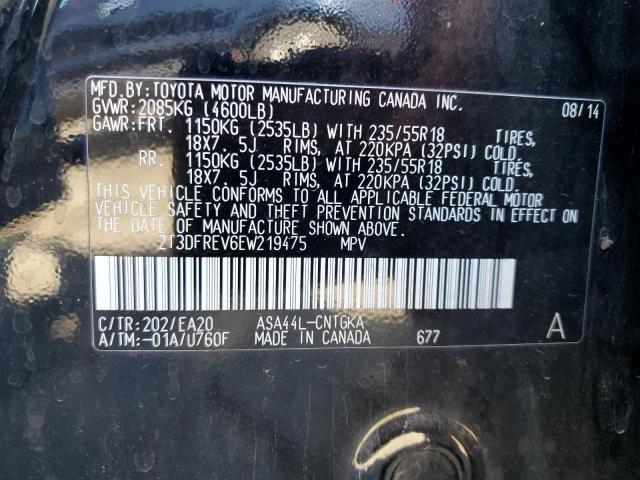 MFD.BY:TOYOTA MOTOR MANUFACTURING CANADA INC.
GVWR:2085KG (4600LB) 08/14
GAWR:FRT. 1150KG (2535LB) WITH 235/55R18 TIRES,
18X7. 5J RIMS, AT 220KPA (32PSI) COLD.
RR. 1150KG (2535LB) WITH 235/55R18 TIRES,
18X7. 5J RIMS, AT 220KPA (32PSI) COLD.
THIS VEHICLE CONFORMS TO ALL APPLICABLE FEDERAL MOTOR
VEHICLE SAFETY AND THEFT PREVENTION STANDARDS IN EFFECT ON
THE DATE OF MANUFACTURE SHOWN ABOVE.
2T3DFREV6EW219475 MPV
C/TR:202/EA20 ASA44L-CNTGKA
A/TM:-01A/U760F MADE IN CANADA 677 A